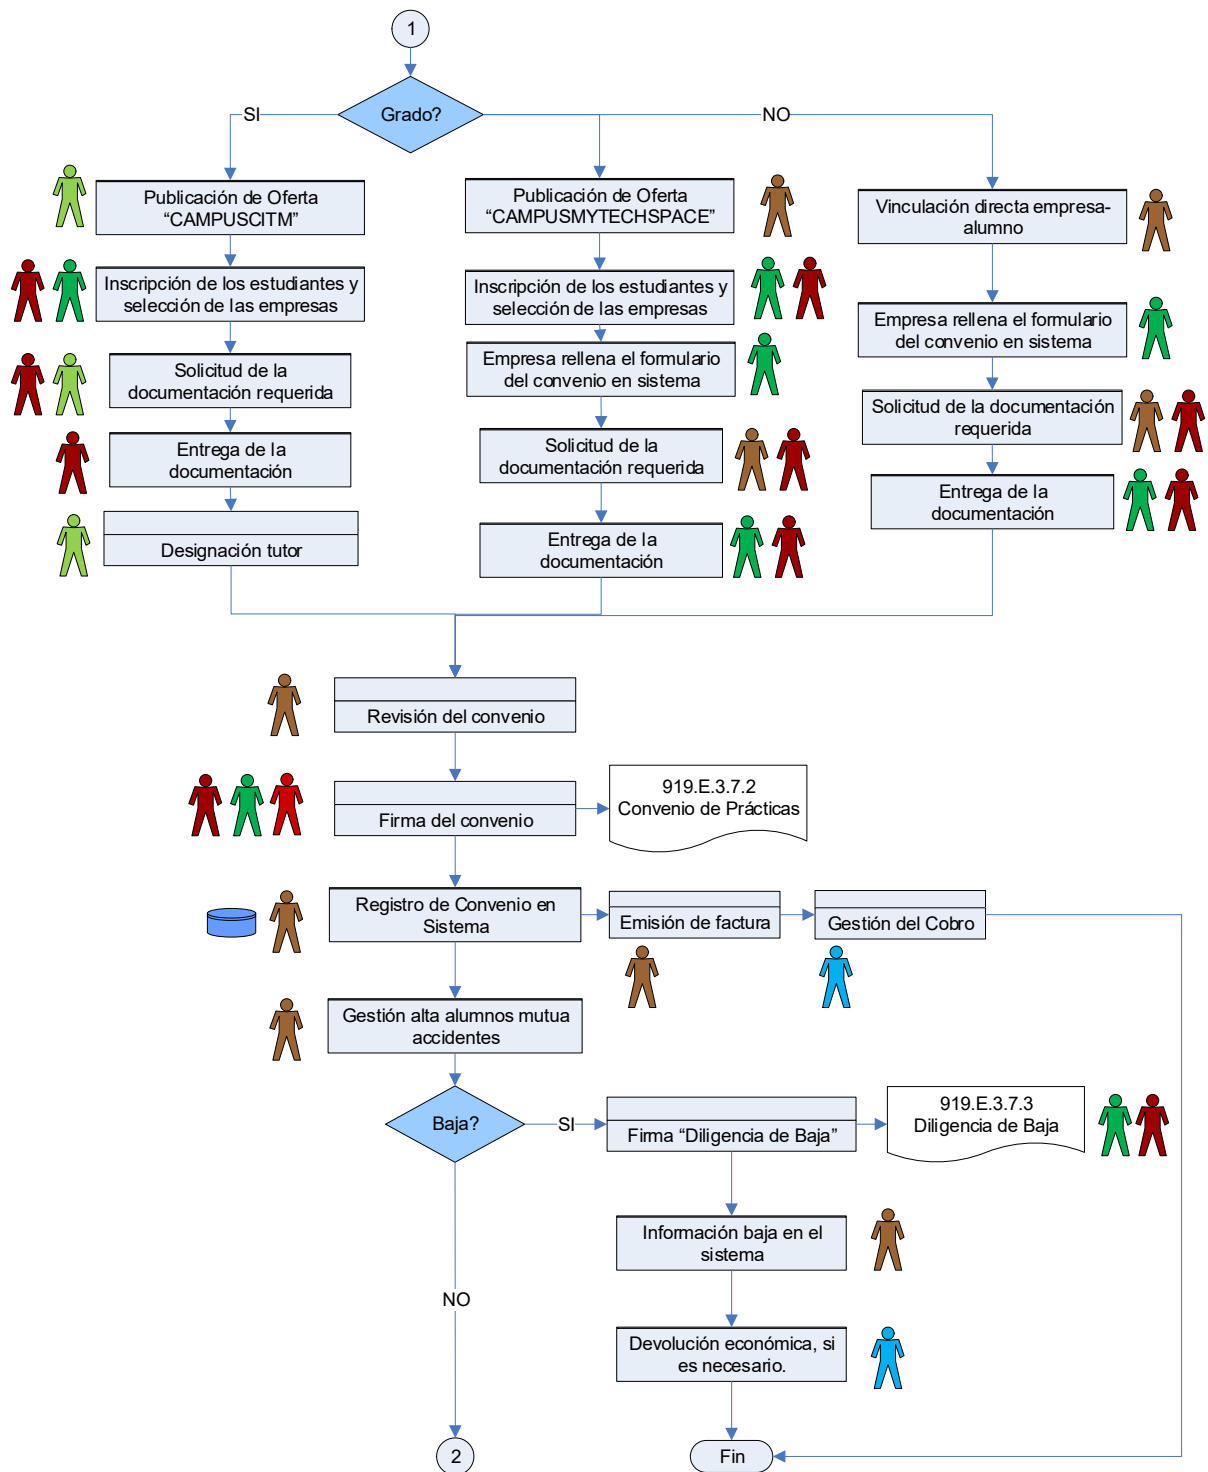 1
Grado?
SI
NO
Publicación de Oferta
“CAMPUSCITM”
Publicación de Oferta
“CAMPUSMYTECHSPACE”
Vinculación directa empresa-
alumno
Inscripción de los estudiantes y
selección de las empresas
Inscripción de los estudiantes y
selección de las empresas
Empresa rellena el formulario
del convenio en sistema
Solicitud de la
documentación requerida
Empresa rellena el formulario
del convenio en sistema
Solicitud de la documentación
requerida
Entrega de la
documentación
Solicitud de la
documentación requerida
Entrega de la
documentación
Designación tutor
Entrega de la
documentación
Revisión del convenio
Firma del convenio
919.E.3.7.2
Convenio de Prácticas
Registro de Convenio en
Sistema
Emisión de factura
Gestión del Cobro
Gestión alta alumnos mutua
accidentes
Baja?
SI
Firma “Diligencia de Baja”
919.E.3.7.3
Diligencia de Baja
Información baja en el
sistema
NO
Devolución económica, si
es necesario.
2
Fin